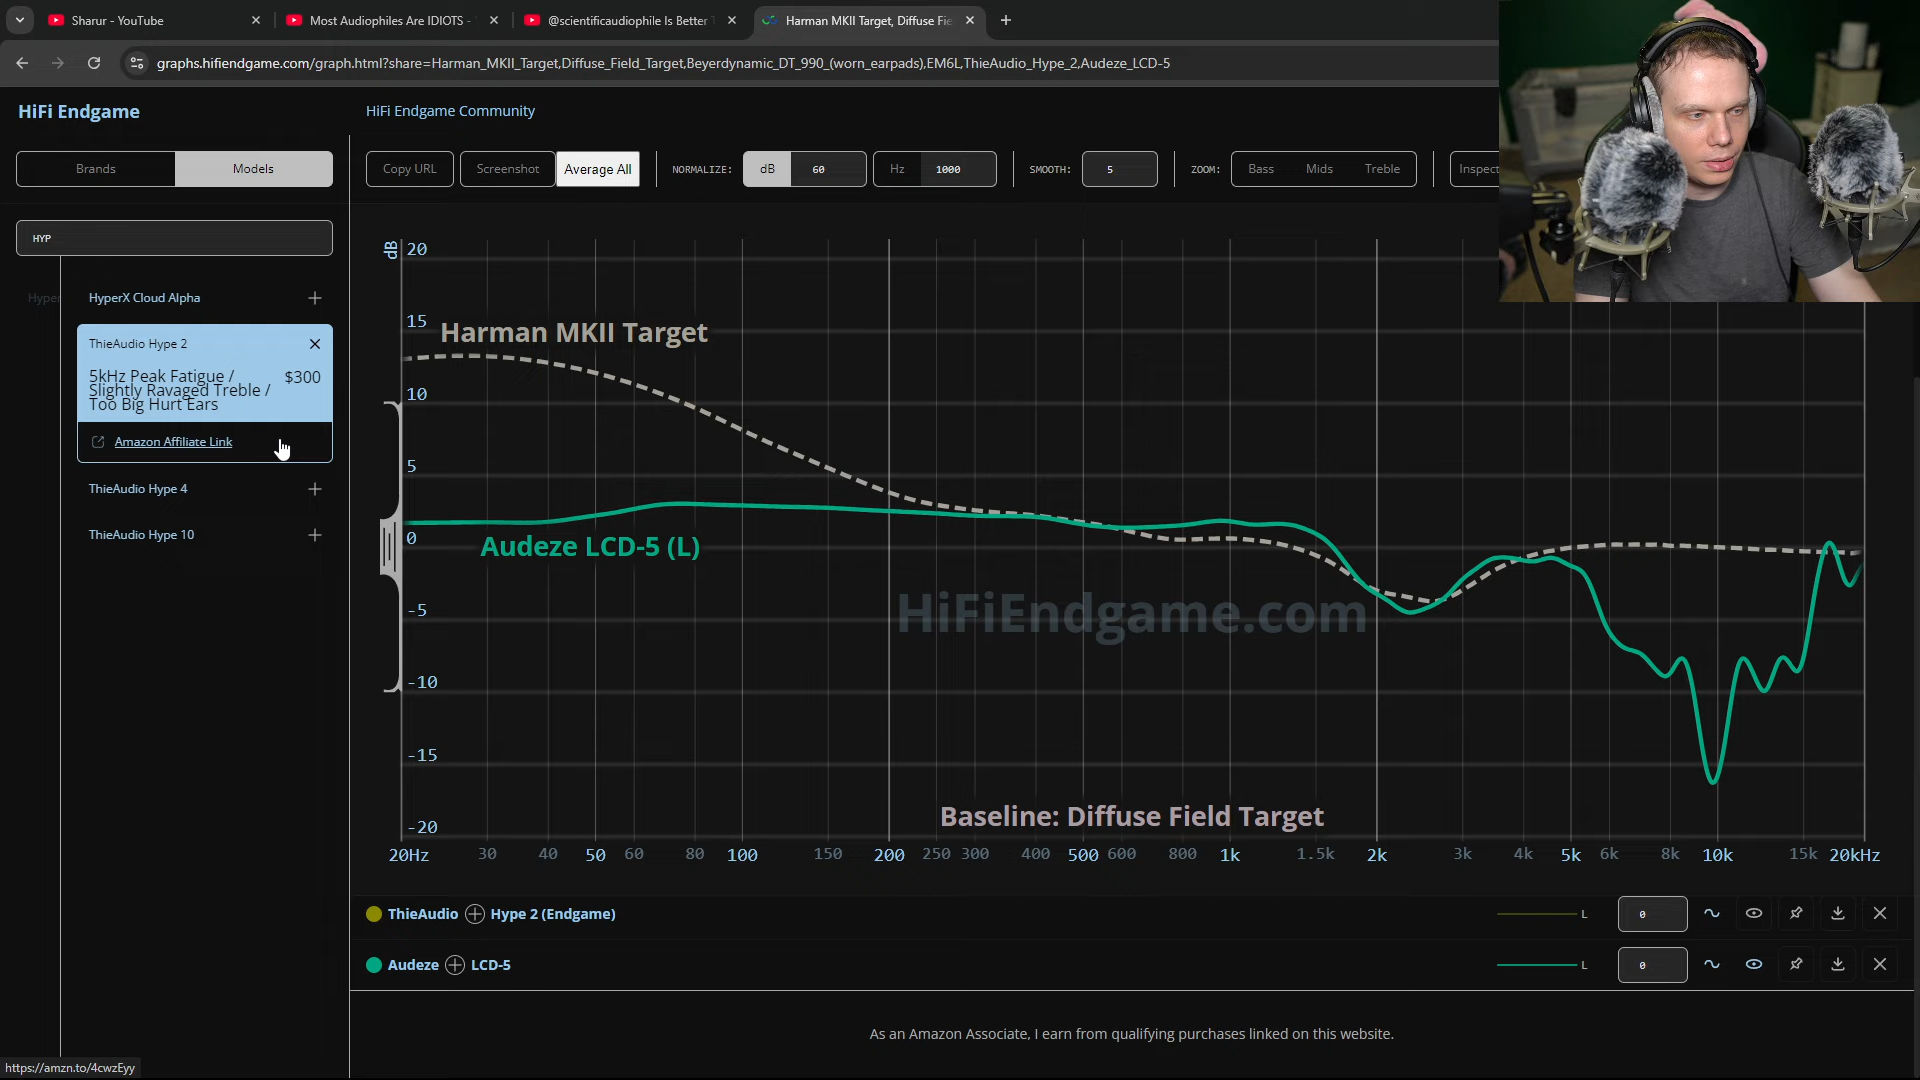 Sharur - YouTube
Most Audiophiles Are IDIOTS -
@scientificaudiophile Is Better
Harman MKII Target, Diffuse Fie
graphs.hifiendgame.com/graph.html?share=Harman_MKII_Target,Diffuse_Field_Target,Beyerdynamic_DT_990_(worn_earpads),EM6L,ThieAudio_Hype_2,Audeze_LCD-5
HiFi Endgame
HiFi Endgame Community
Brands
Models
Copy URL
Screenshot
Average All
NORMALIZE:
dB
60
Hz
1000
SMOOTH:
5
ZOOM:
Bass
Mids
Treble
Inspect
HYP
Hyper
HyperX Cloud Alpha
ThieAudio Hype 2
5kHz Peak Fatigue /
Slightly Ravaged Treble /
Too Big Hurt Ears
$300
Amazon Affiliate Link
ThieAudio Hype 4
ThieAudio Hype 10
dB
20
15
10
5
0
-5
-10
-15
-20
Harman MKII Target
Audeze LCD-5 (L)
HiFiEndgame.com
Baseline: Diffuse Field Target
20Hz 30 40 50 60 80 100 150 200 250 300 400 500 600 800 1k 1.5k 2k 3k 4k 5k 6k 8k 10k 15k 20kHz
ThieAudio Hype 2 (Endgame)
L
0
Audeze LCD-5
L
0
As an Amazon Associate, I earn from qualifying purchases linked on this website.
https://amzn.to/4cwzEyy